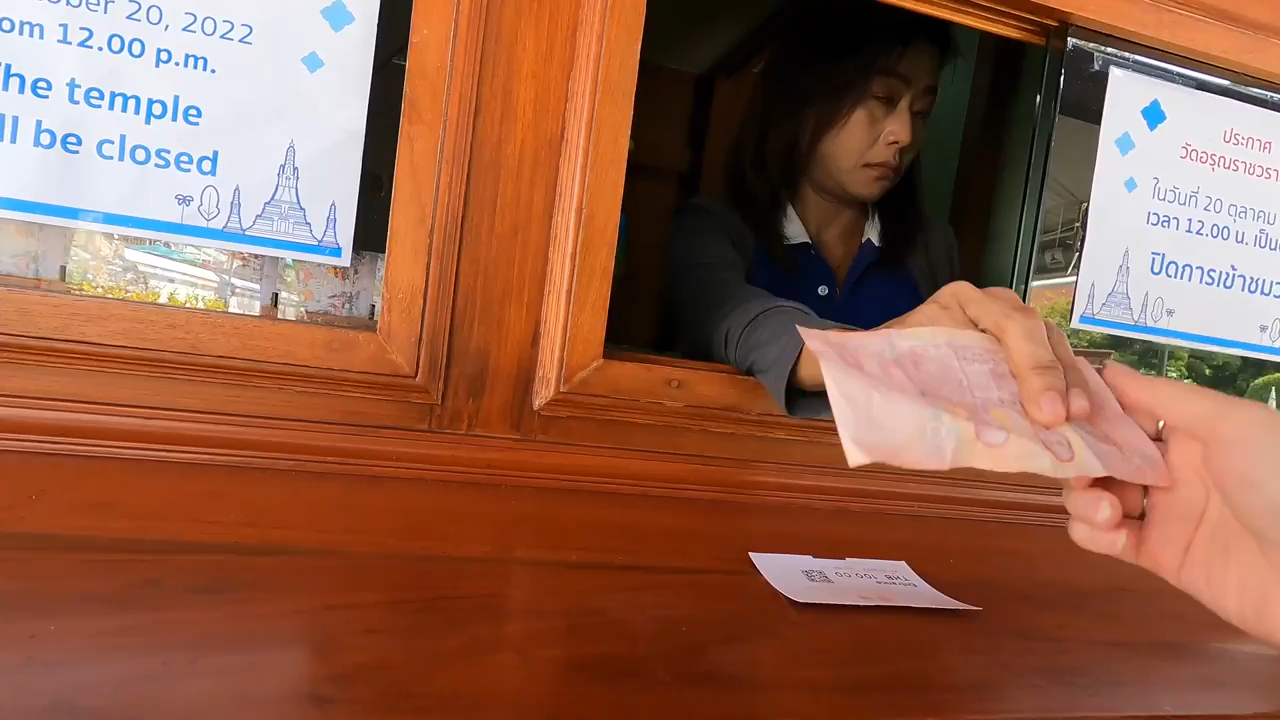 ber 20, 2022
om 12.00 p.m.
he temple
ll be closed
ประกาศ
วัดอรุณราชวรา
ในวันที่ 20 ตุลาคม
เวลา 12.00 น. เป็น
ปิดการเข้าชมว
Entrance
THB 100.00